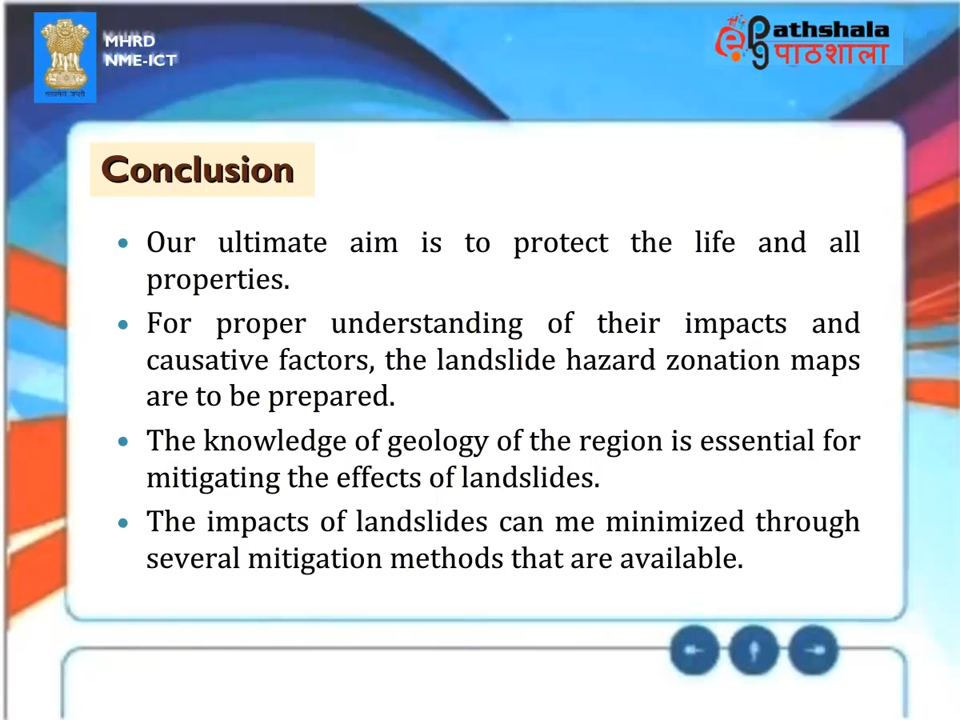 MHRD
NME-ICT
ePG athshala
पाठशाला
Conclusion
• Our ultimate aim is to protect the life and all
properties.
• For proper understanding of their impacts and
causative factors, the landslide hazard zonation maps
are to be prepared.
• The knowledge of geology of the region is essential for
mitigating the effects of landslides.
• The impacts of landslides can me minimized through
several mitigation methods that are available.